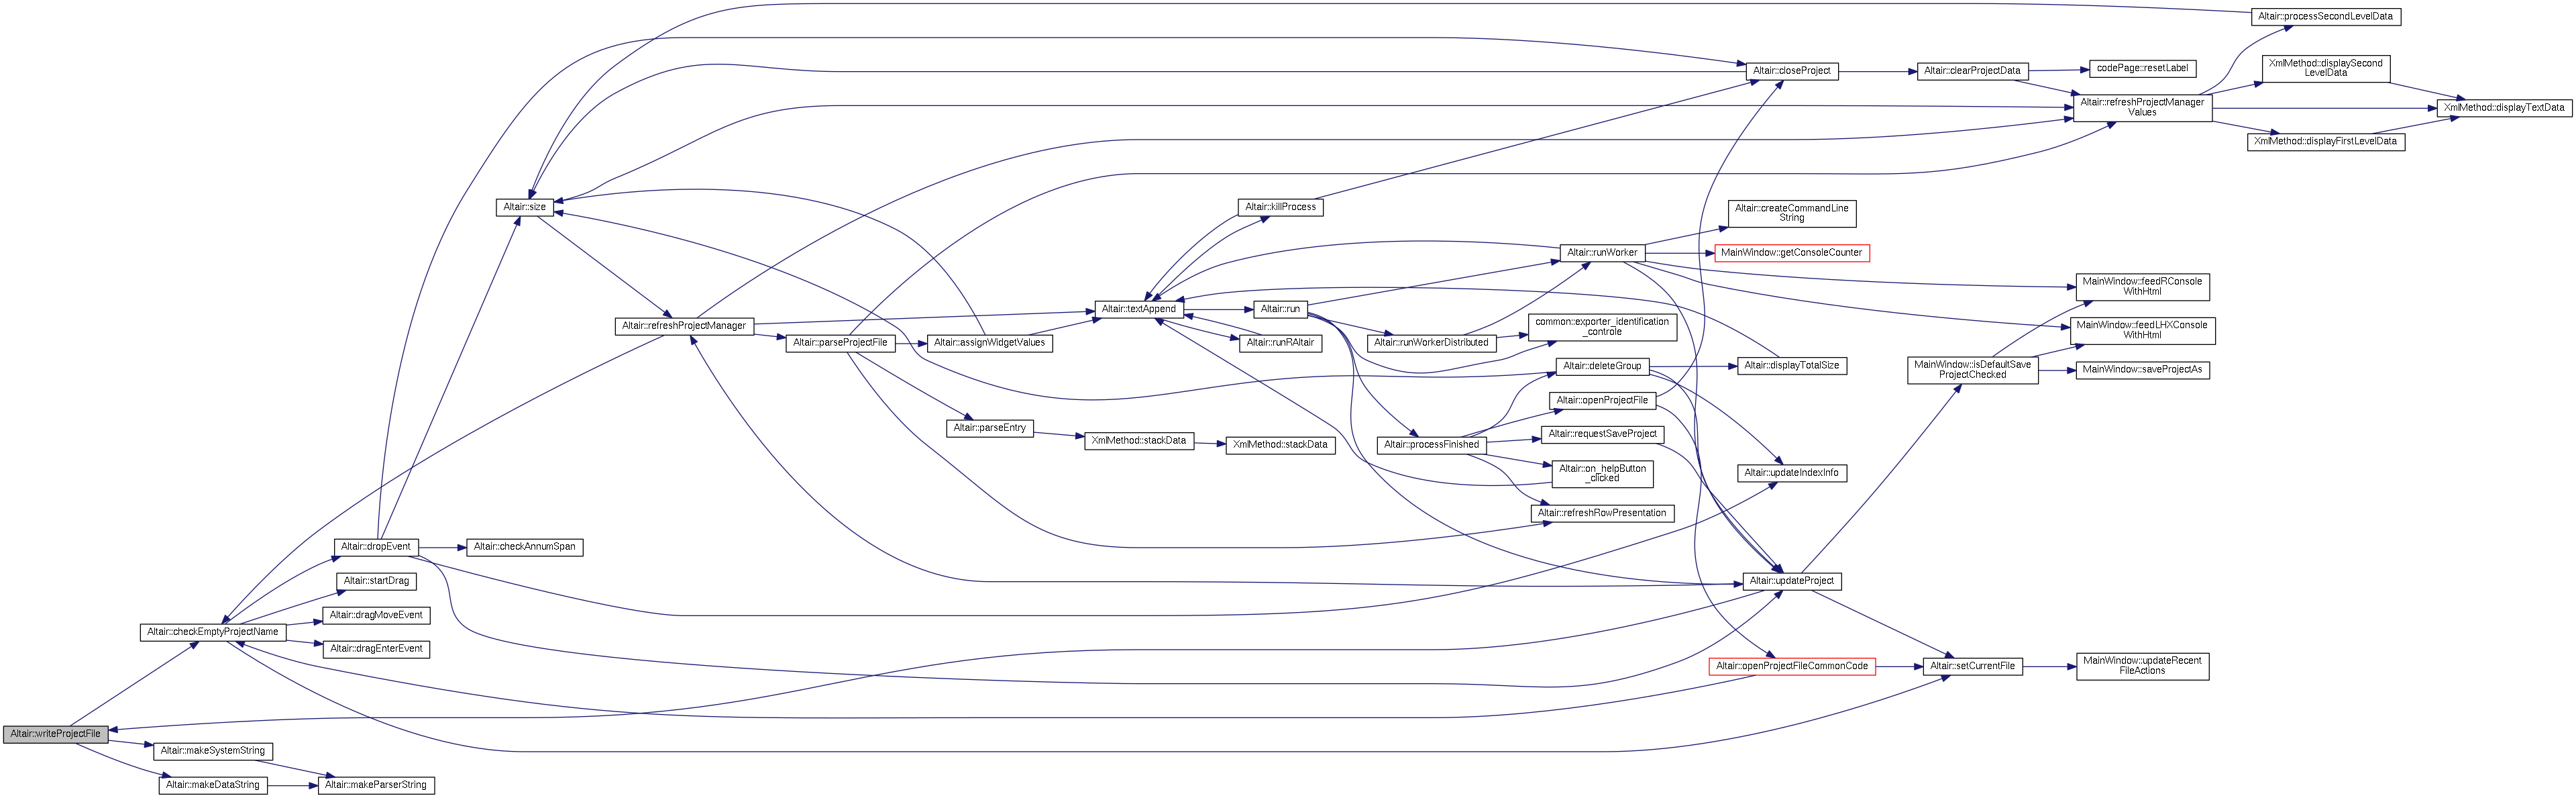 Altair::processSecondLevelData
Altair::closeProject
Altair::clearProjectData
codePage::resetLabel
XmlMethod::displaySecond
LevelData
Altair::refreshProjectManager
Values
XmlMethod::displayTextData
XmlMethod::displayFirstLevelData
Altair::size
Altair::killProcess
Altair::createCommandLine
String
Altair::runWorker
MainWindow::getConsoleCounter
MainWindow::feedRConsole
WithHtml
Altair::textAppend
Altair::run
Altair::refreshProjectManager
Altair::parseProjectFile
Altair::assignWidgetValues
Altair::runRAltair
Altair::runWorkerDistributed
common::exporter_identification
_controle
MainWindow::feedLHXConsole
WithHtml
Altair::deleteGroup
Altair::displayTotalSize
MainWindow::isDefaultSave
ProjectChecked
MainWindow::saveProjectAs
Altair::openProjectFile
Altair::parseEntry
XmlMethod::stackData
XmlMethod::stackData
Altair::processFinished
Altair::requestSaveProject
Altair::on_helpButton
_clicked
Altair::updateIndexInfo
Altair::refreshRowPresentation
Altair::dropEvent
Altair::checkAnnumSpan
Altair::startDrag
Altair::updateProject
Altair::dragMoveEvent
Altair::checkEmptyProjectName
Altair::dragEnterEvent
Altair::openProjectFileCommonCode
Altair::setCurrentFile
MainWindow::updateRecent
FileActions
Altair::writeProjectFile
Altair::makeSystemString
Altair::makeDataString
Altair::makeParserString